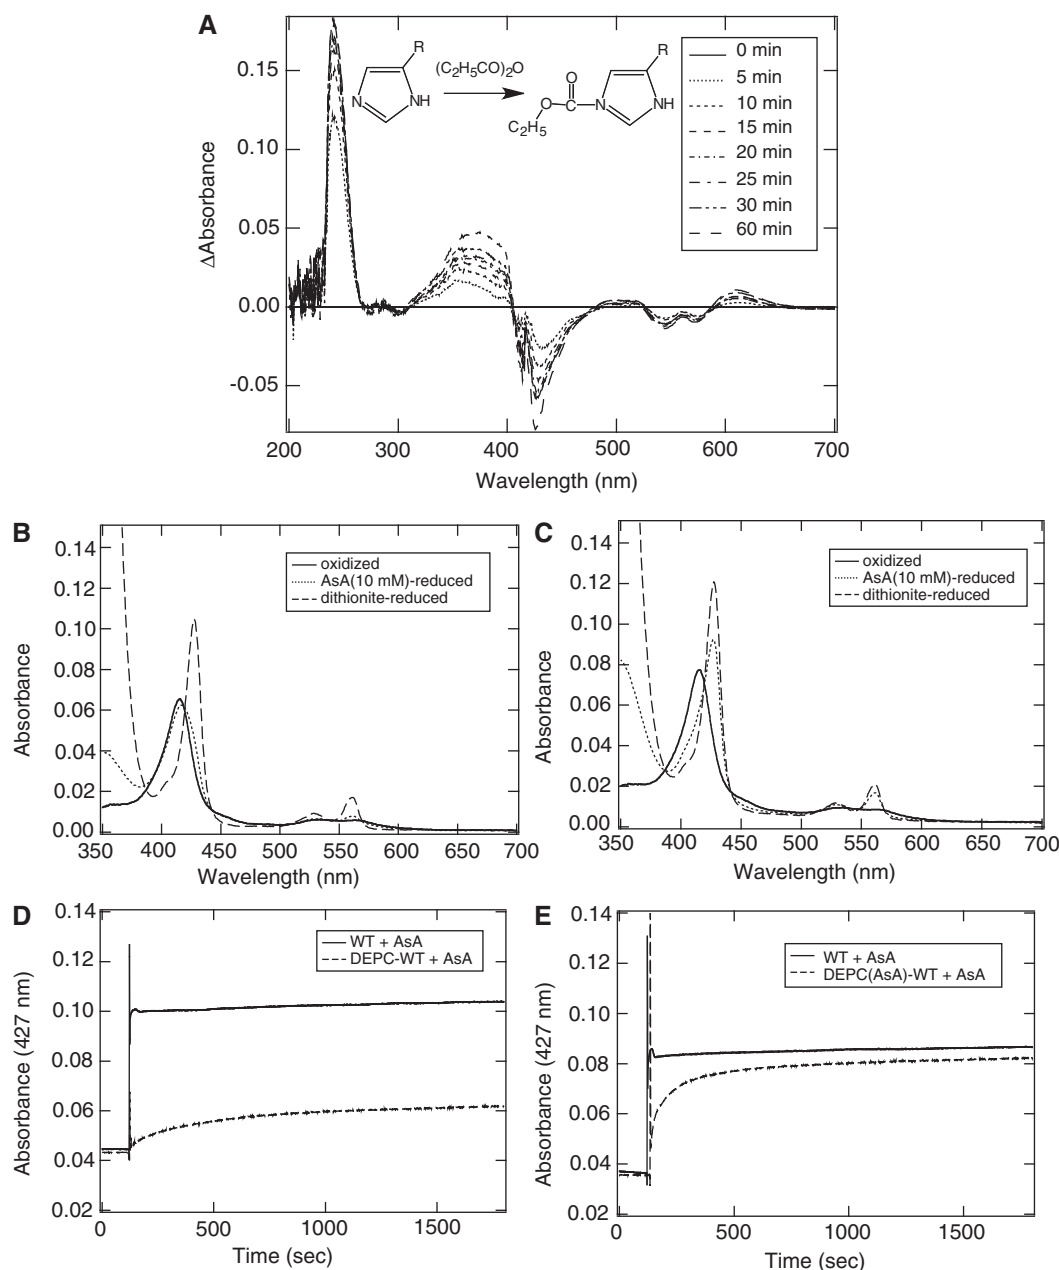 A
ΔAbsorbance
0.15
0.10
0.05
0.00
-0.05
200 300 400 500 600 700
Wavelength (nm)
R
N
NH
(C2H5CO)2O
O
O
C
N
NH
R
C2H5
0 min
5 min
10 min
15 min
20 min
25 min
30 min
60 min
B
Absorbance
0.14
0.12
0.10
0.08
0.06
0.04
0.02
0.00
350 400 450 500 550 600 650 700
Wavelength (nm)
oxidized
AsA(10 mM)-reduced
dithionite-reduced
C
Absorbance
0.14
0.12
0.10
0.08
0.06
0.04
0.02
0.00
350 400 450 500 550 600 650 700
Wavelength (nm)
oxidized
AsA(10 mM)-reduced
dithionite-reduced
D
Absorbance (427 nm)
0.14
0.12
0.10
0.08
0.06
0.04
0.02
0 500 1000 1500
Time (sec)
WT + AsA
DEPC-WT + AsA
E
Absorbance (427 nm)
0.14
0.12
0.10
0.08
0.06
0.04
0.02
0 500 1000 1500
Time (sec)
WT + AsA
DEPC(AsA)-WT + AsA